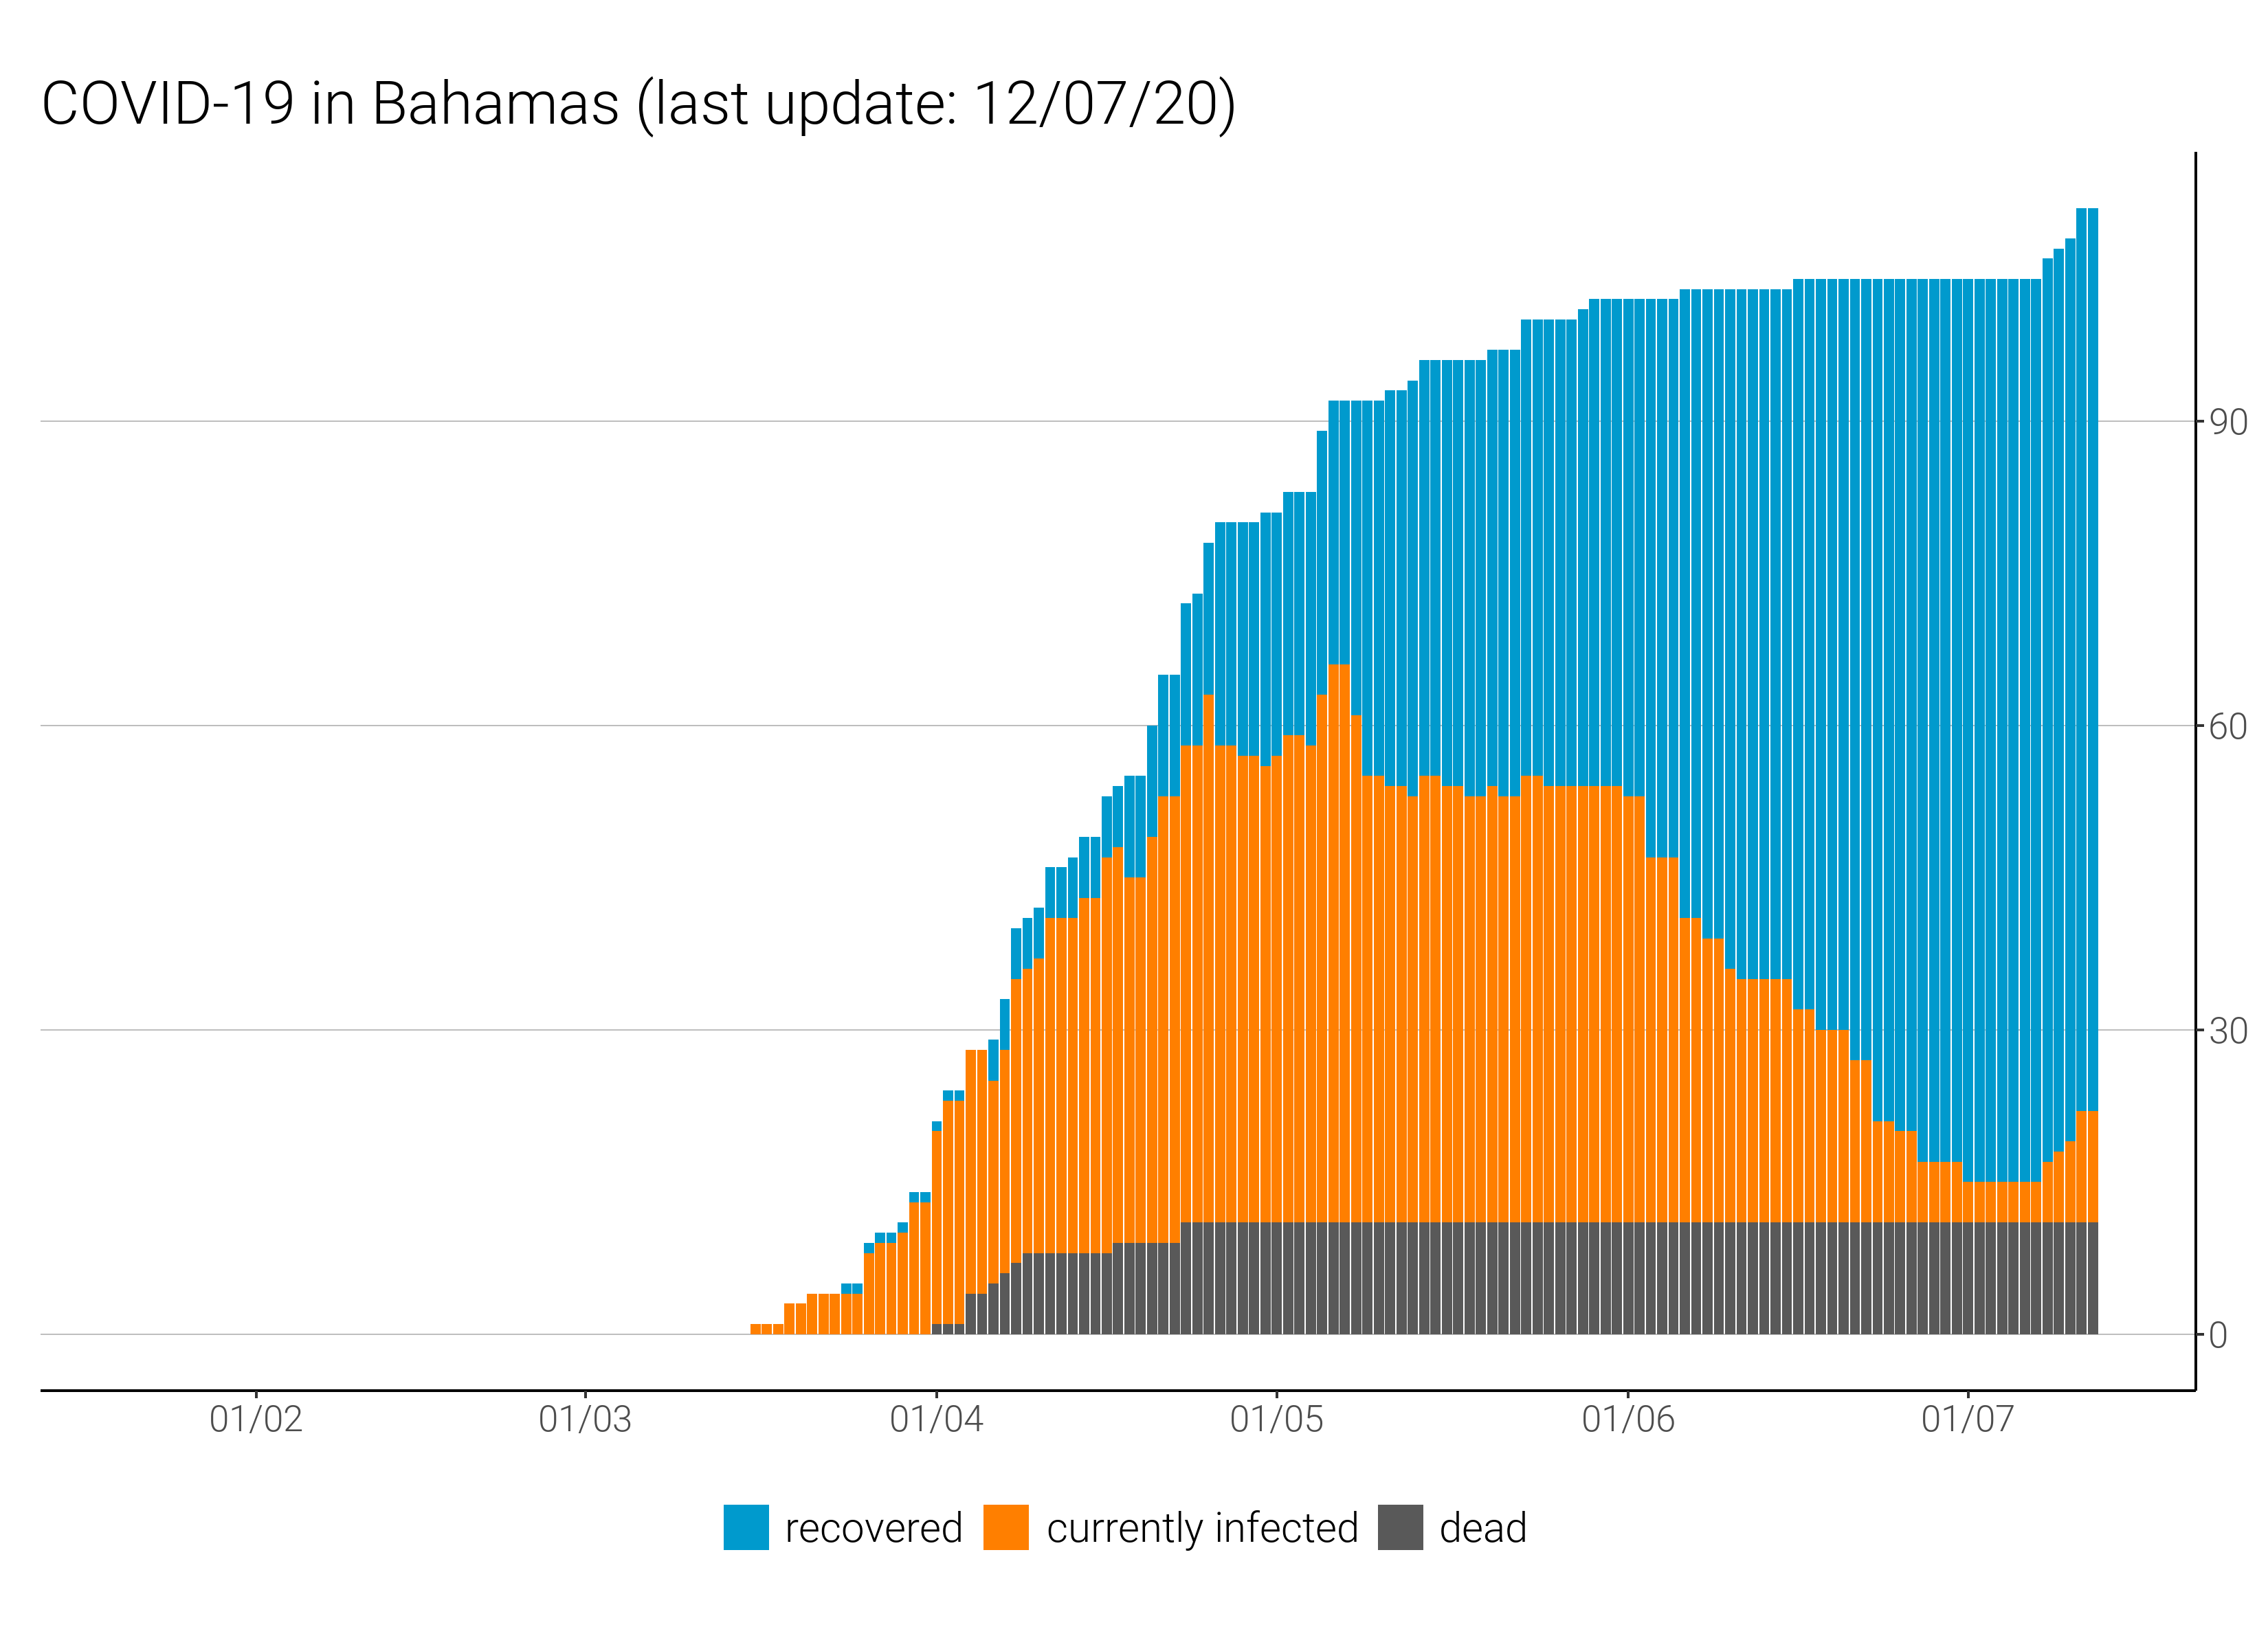 COVID-19 in Bahamas (last update: 12/07/20)
90
60
30
0
01/02 01/03 01/04 01/05 01/06 01/07
recovered currently infected dead